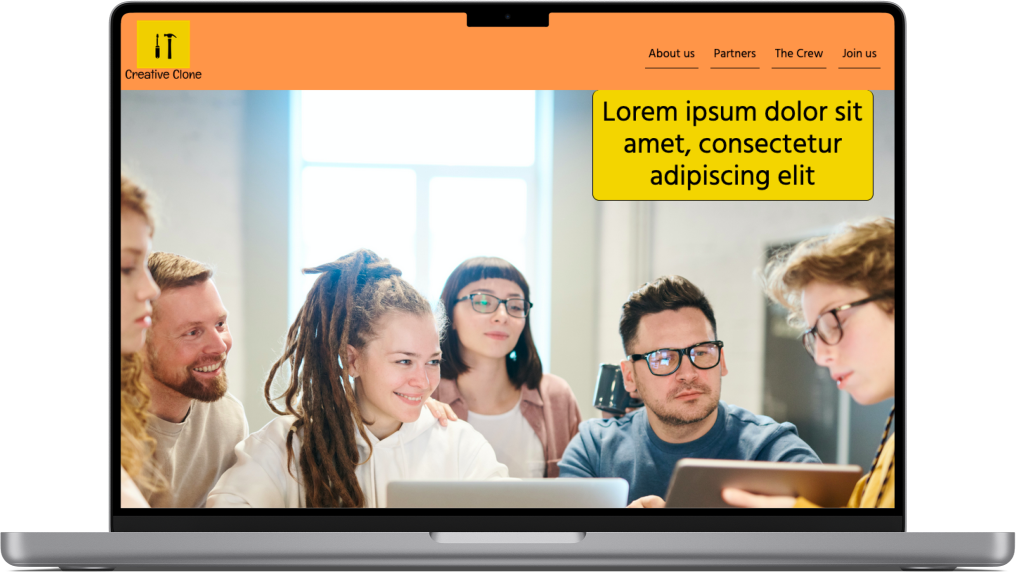 Creative Clone
About us
Partners
The Crew
Join us
Lorem ipsum dolor sit
amet, consectetur
adipiscing elit